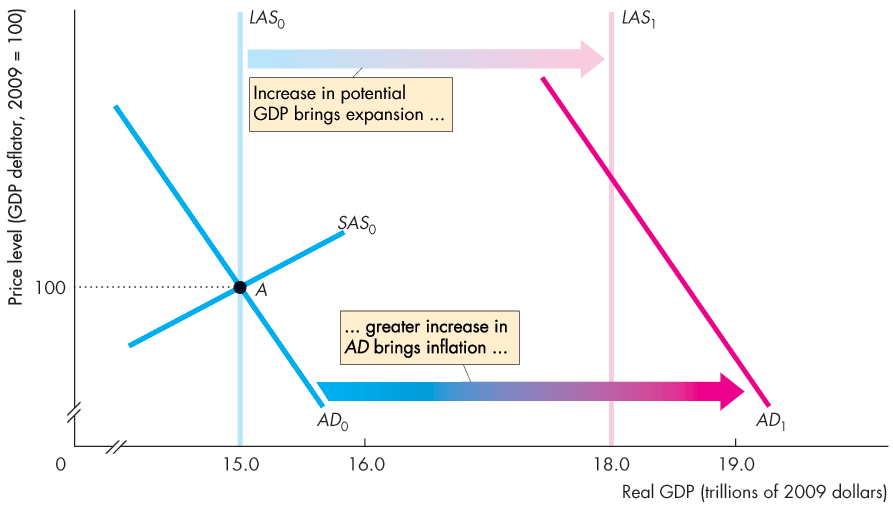 LAS0
LAS1
Increase in potential
GDP brings expansion ...
SAS0
100
A
... greater increase in
AD brings inflation ...
AD0
AD1
0
15.0
16.0
18.0
19.0
Real GDP (trillions of 2009 dollars)
Price level (GDP deflator, 2009 = 100)